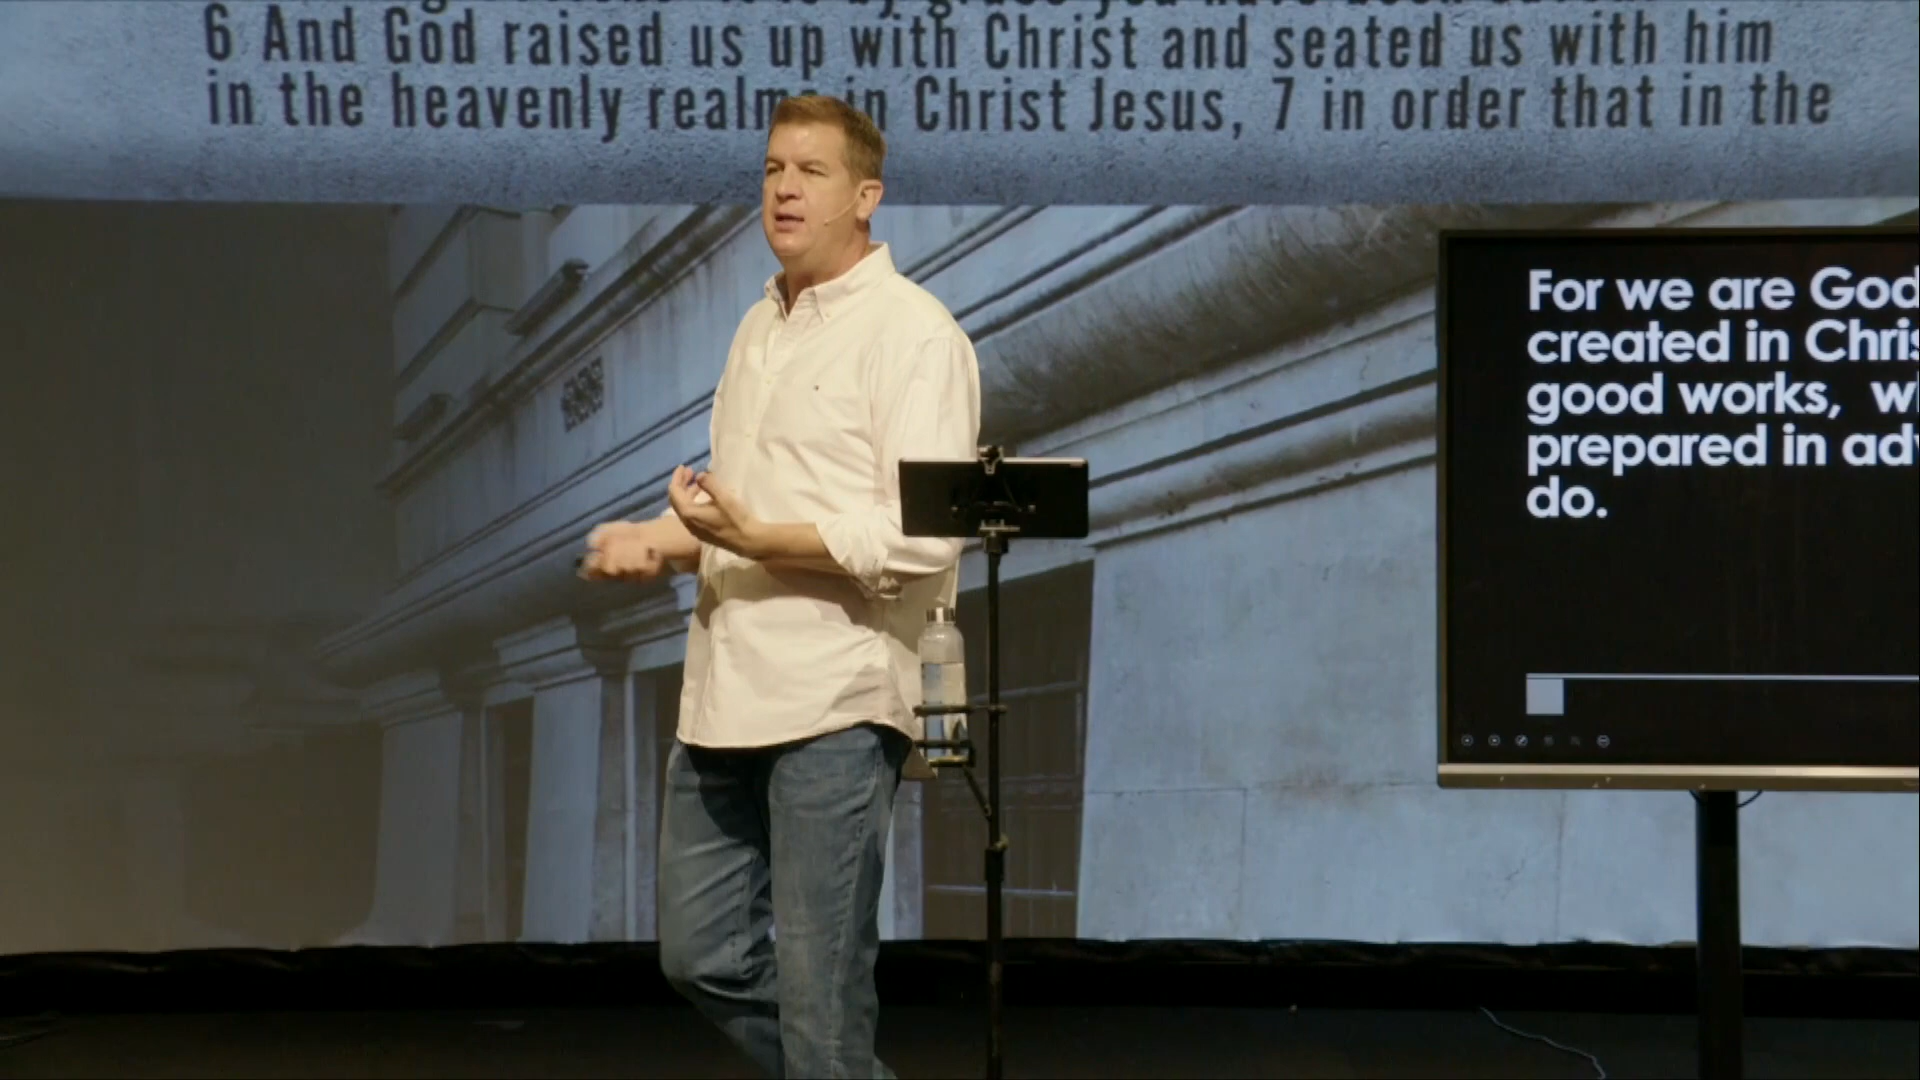 6 And God raised us up with Christ and seated us with him
in the heavenly realms in Christ Jesus, 7 in order that in the
For we are God
created in Chris
good works, wh
prepared in adv
do.